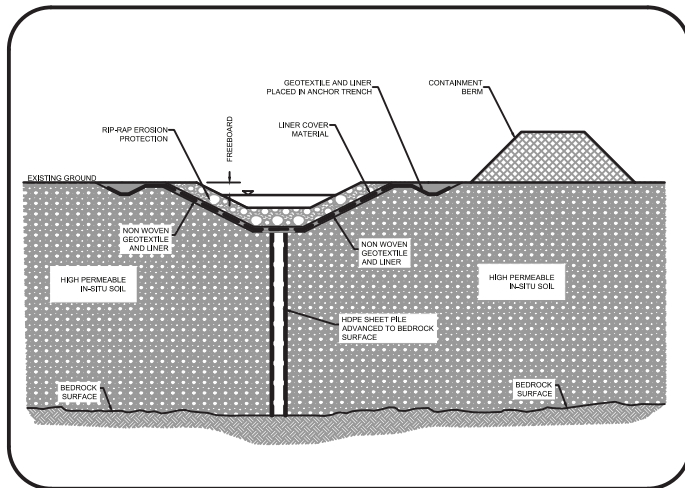 GEOTEXTILE AND LINER
PLACED IN ANCHOR TRENCH
CONTAINMENT
BERM
RIP-RAP EROSION
PROTECTION
FREEBOARD
LINER COVER
MATERIAL
EXISTING GROUND
NON WOVEN
GEOTEXTILE
AND LINER
NON WOVEN
GEOTEXTILE
AND LINER
HIGH PERMEABLE
IN-SITU SOIL
HIGH PERMEABLE
IN-SITU SOIL
HDPE SHEET PILE
ADVANCED TO BEDROCK
SURFACE
BEDROCK
SURFACE
BEDROCK
SURFACE